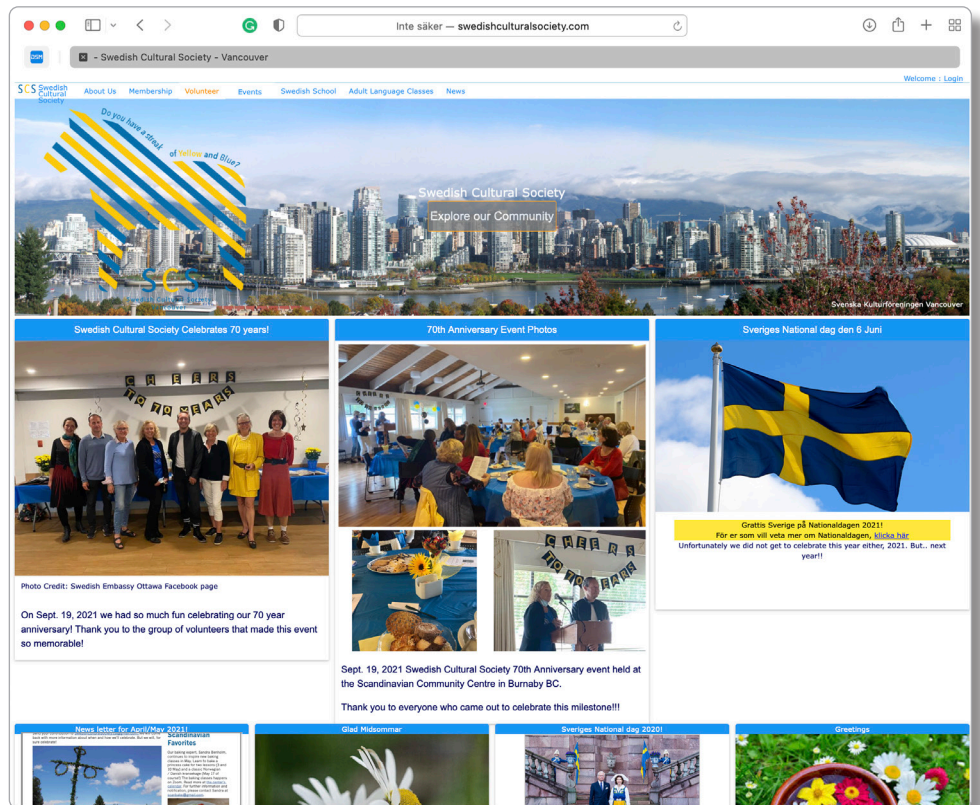 Inte säker — swedishculturalsociety.com
DSM
- Swedish Cultural Society - Vancouver
Welcome : Login
SCS Swedish Cultural Society
About Us Membership Volunteer Events Swedish School Adult Language Classes News
Do you have a streak
of Yellow and Blue?
Swedish Cultural Society
Explore our Community
SCS
Swedish Cultural Society
Svenska Kulturföreningen Vancouver
Swedish Cultural Society Celebrates 70 years!
CHEERS
TO 70 YEARS
Photo Credit: Swedish Embassy Ottawa Facebook page
On Sept. 19, 2021 we had so much fun celebrating our 70 year
anniversary! Thank you to the group of volunteers that made this event
so memorable!
70th Anniversary Event Photos
CHEERS
TO 70 YEARS
Sept. 19, 2021 Swedish Cultural Society 70th Anniversary event held at
the Scandinavian Community Centre in Burnaby BC.
Thank you to everyone who came out to celebrate this milestone!!!
Sveriges National dag den 6 Juni
Grattis Sverige på Nationaldagen 2021!
För er som vill veta mer om Nationaldagen, klicka här
Unfortunately we did not get to celebrate this year either, 2021. But.. next
year!!
News letter for April/May 2021!
Scandinavian
Favorites
Glad Midsommar
Sveriges National dag 2020!
Greetings